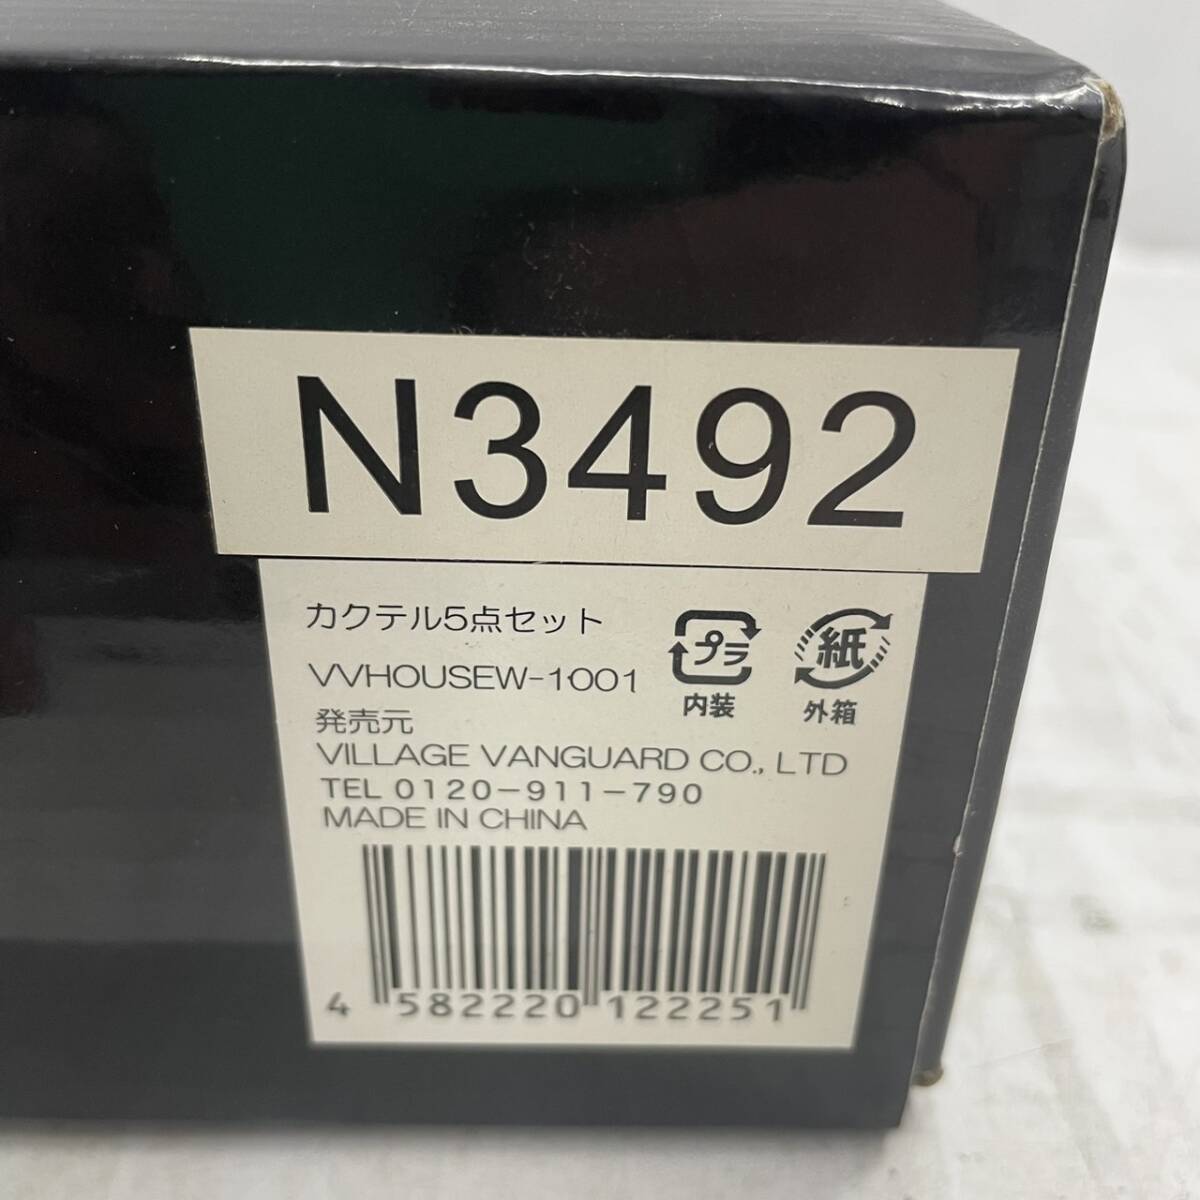 N3492
カクテル5点セット
VVHOUSEW-1001
プラ
内装
紙
外箱
発売元
VILLAGE VANGUARD CO., LTD
TEL 0120-911-790
MADE IN CHINA
4 582220 122251